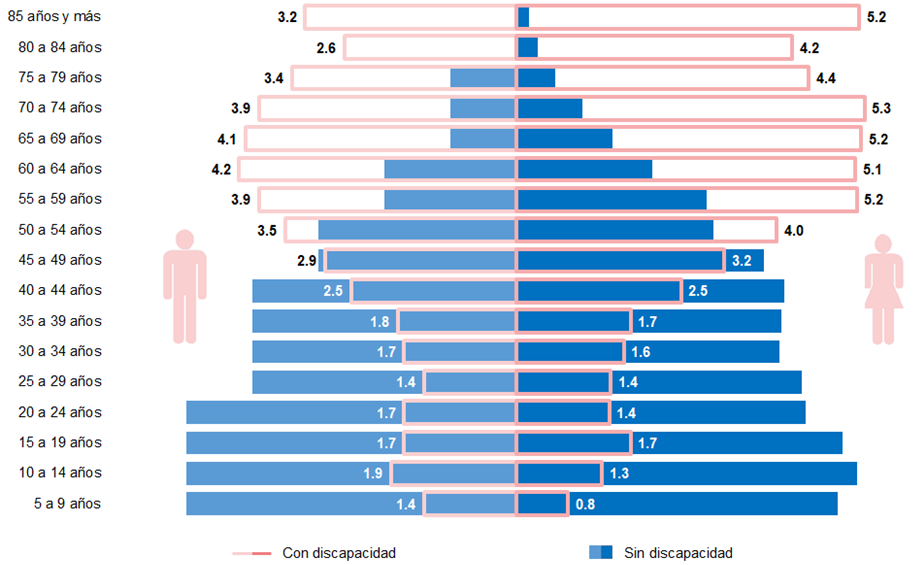 85 años y más 3.2 5.2
80 a 84 años 2.6 4.2
75 a 79 años 3.4 4.4
70 a 74 años 3.9 5.3
65 a 69 años 4.1 5.2
60 a 64 años 4.2 5.1
55 a 59 años 3.9 5.2
50 a 54 años 3.5 4.0
45 a 49 años 2.9 3.2
40 a 44 años 2.5 2.5
35 a 39 años 1.8 1.7
30 a 34 años 1.7 1.6
25 a 29 años 1.4 1.4
20 a 24 años 1.7 1.4
15 a 19 años 1.7 1.7
10 a 14 años 1.9 1.3
5 a 9 años 1.4 0.8
Con discapacidad Sin discapacidad